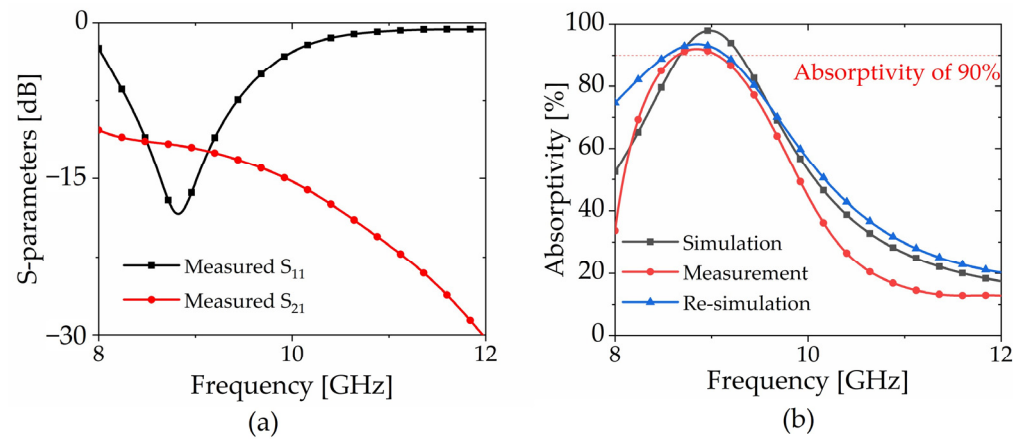 S-parameters [dB]
0
−15
−30
8
10
12
Measured S₁₁
Measured S₂₁
Frequency [GHz]
(a)
Absorptivity [%]
100
80
60
40
20
0
8
10
12
Absorptivity of 90%
Simulation
Measurement
Re-simulation
Frequency [GHz]
(b)